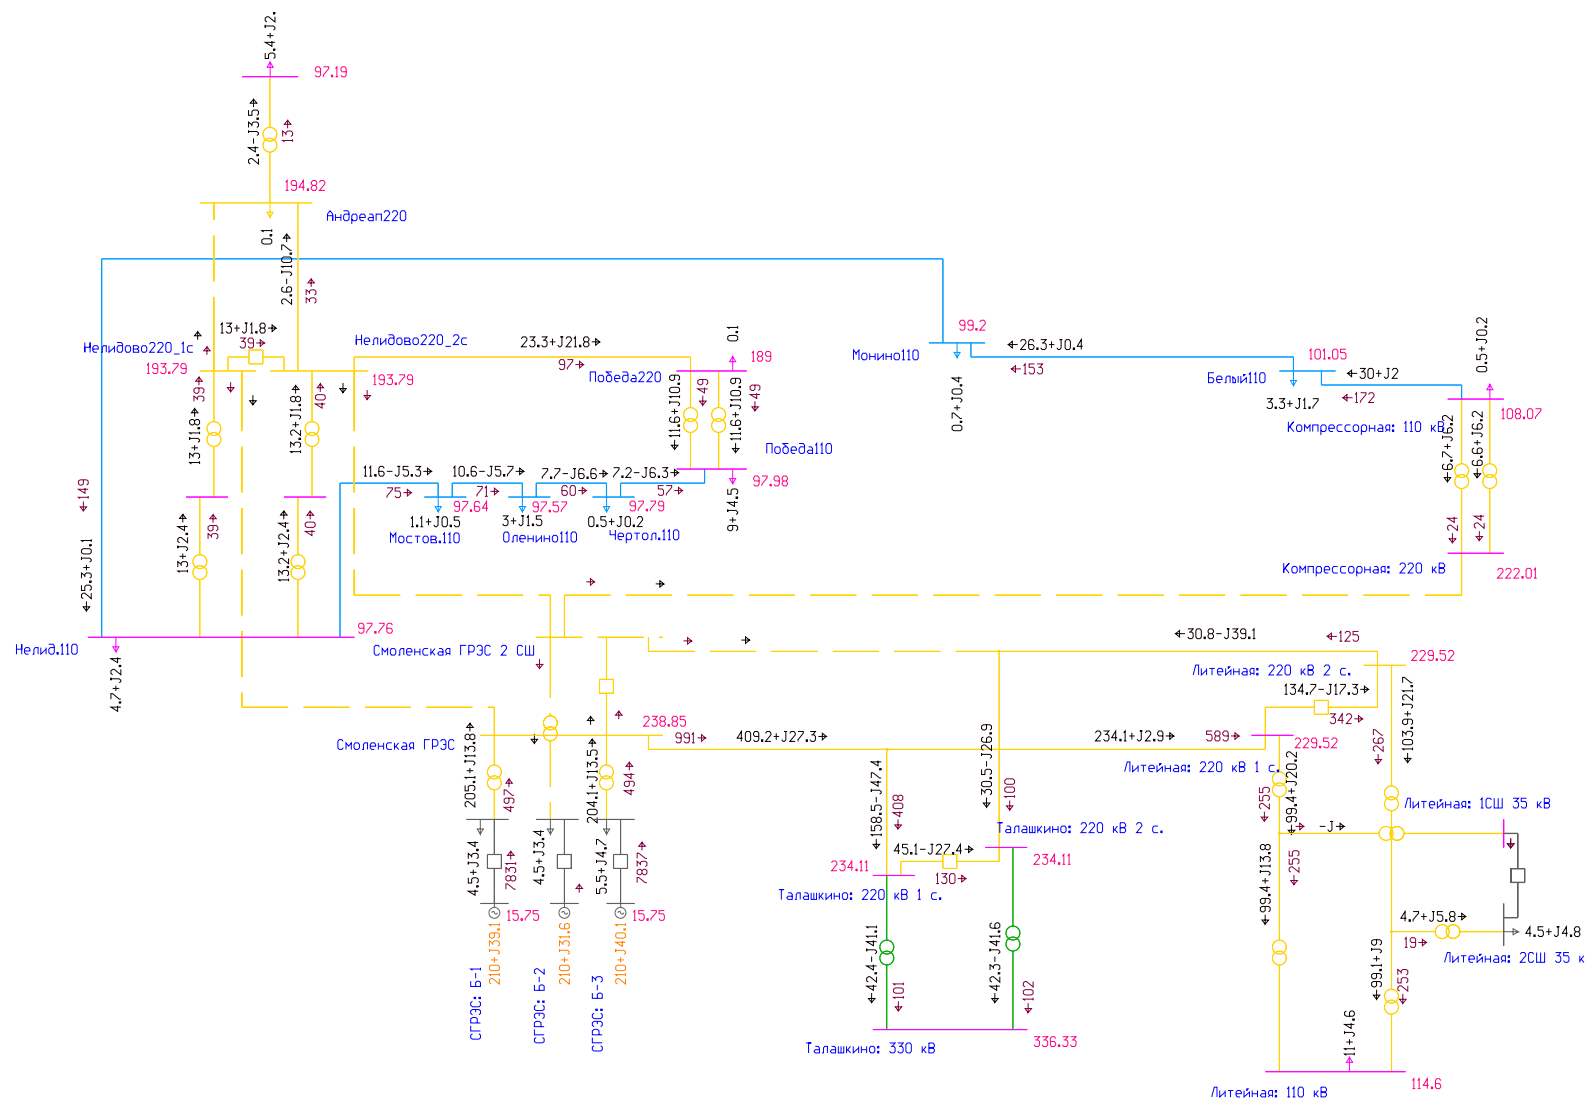 5.4+J2.
97.19
2.4-J3.5→
13→
194.82
Андреап220
0.1
2.6-J10.7→
33→
13+J1.8→
39→
Нелидово220_1с
193.79
Нелидово220_2с
193.79
23.3+J21.8→
97→
0.1
189
Победа220
39→
13+J1.8→
13.2+J1.8→
40→
←11.6+J10.9
←49
←11.6+J10.9
←49
Победа110
97.98
9+J4.5
99.2
Монино110
←26.3+J0.4
←153
0.7+J0.4
101.05
Белый110
←30+J2
←172
3.3+J1.7
0.5+J0.2
108.07
Компрессорная: 110 кВ
←6.7+J6.2
←6.6+J6.2
←24
←24
Компрессорная: 220 кВ
222.01
11.6-J5.3→
75→
10.6-J5.7→
71→
7.7-J6.6→
60→
7.2-J6.3→
57→
97.64
97.57
97.79
1.1+J0.5
3+J1.5
0.5+J0.2
Мостов.110
Оленино110
Чертол.110
←149
←25.3+J0.1
13+J2.4→
39→
13.2+J2.4→
40→
97.76
Нелид.110
4.7+J2.4
Смоленская ГРЭС 2 СШ
←30.8-J39.1
←125
229.52
Литейная: 220 кВ 2 с.
134.7-J17.3→
342→
238.85
Смоленская ГРЭС
991→
409.2+J27.3→
234.1+J2.9→
589→
229.52
Литейная: 220 кВ 1 с.
←267
←103.9+J21.7
205.1+J13.8→
497→
204.1+J13.5→
494→
←158.5-J47.4
←408
←30.5-J26.9
←100
←255
←99.4+J20.2
Литейная: 1СШ 35 кВ
-J→
Талашкино: 220 кВ 2 с.
234.11
45.1-J27.4→
130→
234.11
Талашкино: 220 кВ 1 с.
4.5+J3.4
7831→
4.5+J3.4
5.5+J4.7
7837→
15.75
15.75
210+J39.1
210+J31.6
210+J40.1
СГРЭС: Б-1
СГРЭС: Б-2
СГРЭС: Б-3
←42.4-J41.1
←101
←42.3-J41.6
←102
Талашкино: 330 кВ
336.33
←99.4+J13.8
←255
4.7+J5.8→
19→
4.5+J4.8
Литейная: 2СШ 35 к
←99.1+J9
←253
11+J4.6
114.6
Литейная: 110 кВ